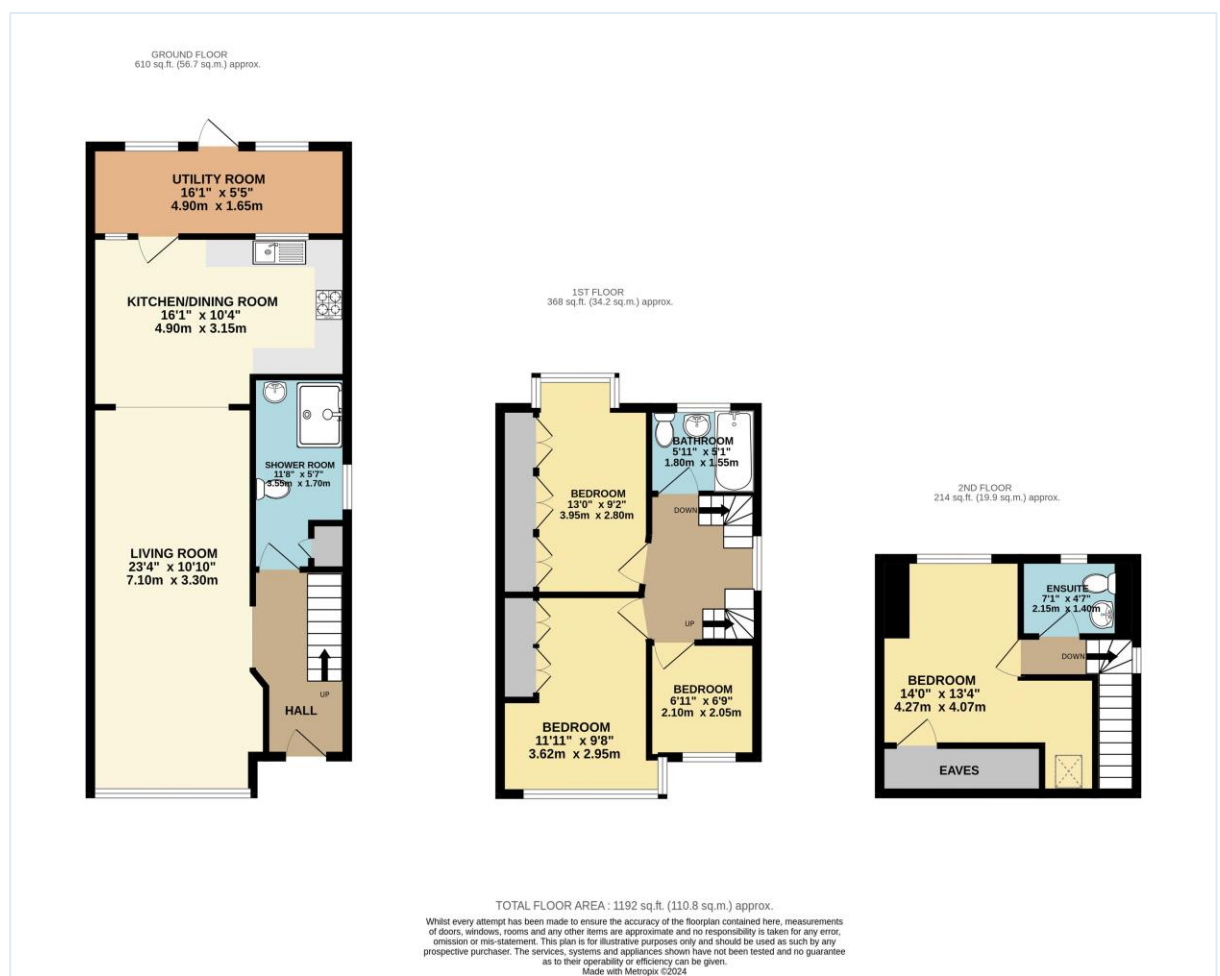 GROUND FLOOR
610 sq.ft. (56.7 sq.m.) approx.
UTILITY ROOM
16'1" x 5'5"
4.90m x 1.65m
KITCHEN/DINING ROOM
16'1" x 10'4"
4.90m x 3.15m
SHOWER ROOM
11'8" x 5'7"
3.55m x 1.70m
LIVING ROOM
23'4" x 10'10"
7.10m x 3.30m
UP
HALL
1ST FLOOR
368 sq.ft. (34.2 sq.m.) approx.
BATHROOM
5'11" x 5'1"
1.80m x 1.55m
BEDROOM
13'0" x 9'2"
3.95m x 2.80m
DOWN
UP
BEDROOM
6'11" x 6'9"
2.10m x 2.05m
BEDROOM
11'11" x 9'8"
3.62m x 2.95m
2ND FLOOR
214 sq.ft. (19.9 sq.m.) approx.
ENSUITE
7'1" x 4'7"
2.15m x 1.40m
DOWN
BEDROOM
14'0" x 13'4"
4.27m x 4.07m
EAVES
TOTAL FLOOR AREA : 1192 sq.ft. (110.8 sq.m.) approx.
Whilst every attempt has been made to ensure the accuracy of the floorplan contained here, measurements
of doors, windows, rooms and any other items are approximate and no responsibility is taken for any error,
omission or mis-statement. This plan is for illustrative purposes only and should be used as such by any
prospective purchaser. The services, systems and appliances shown have not been tested and no guarantee
as to their operability or efficiency can be given.
Made with Metropix ©2024